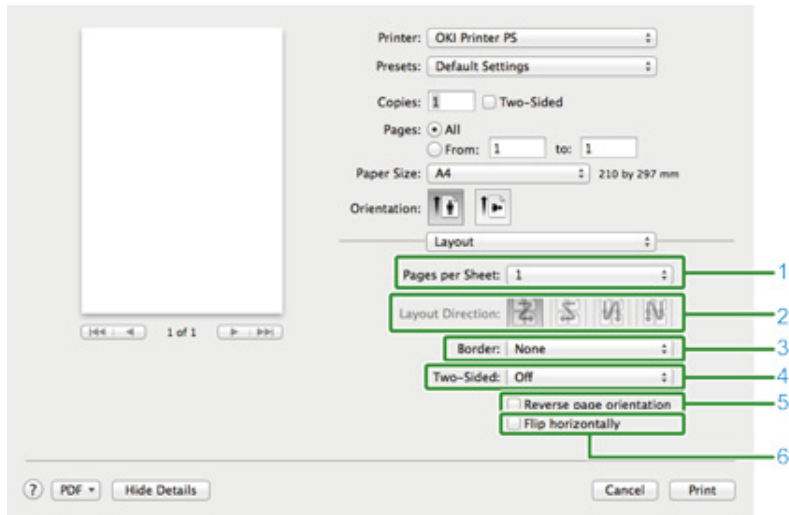 Printer: OKI Printer PS
Presets: Default Settings
Copies: 1 Two-Sided
Pages: All
From: 1 to: 1
Paper Size: A4 210 by 297 mm
Orientation:
Layout
Pages per Sheet: 1 1
Layout Direction: 2
1 of 1
Border: None 3
Two-Sided: Off 4
Reverse page orientation 5
Flip horizontally
6
? PDF Hide Details Cancel Print